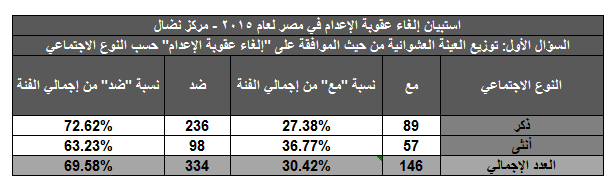 استبيان إلغاء عقوبة الإعدام في مصر لعام ٢٠١٥ - مركز نضال
السؤال الأول: توزيع العينة العشوائية من حيث الموافقة على "إلغاء عقوبة الإعدام" حسب النوع الاجتماعي
النوع الاجتماعي مع نسبة "مع" من إجمالي الفئة ضد نسبة "ضد" من إجمالي الفئة
ذكر 89 27.38% 236 72.62%
أنثى 57 36.77% 98 63.23%
العدد الإجمالي 146 30.42% 334 69.58%